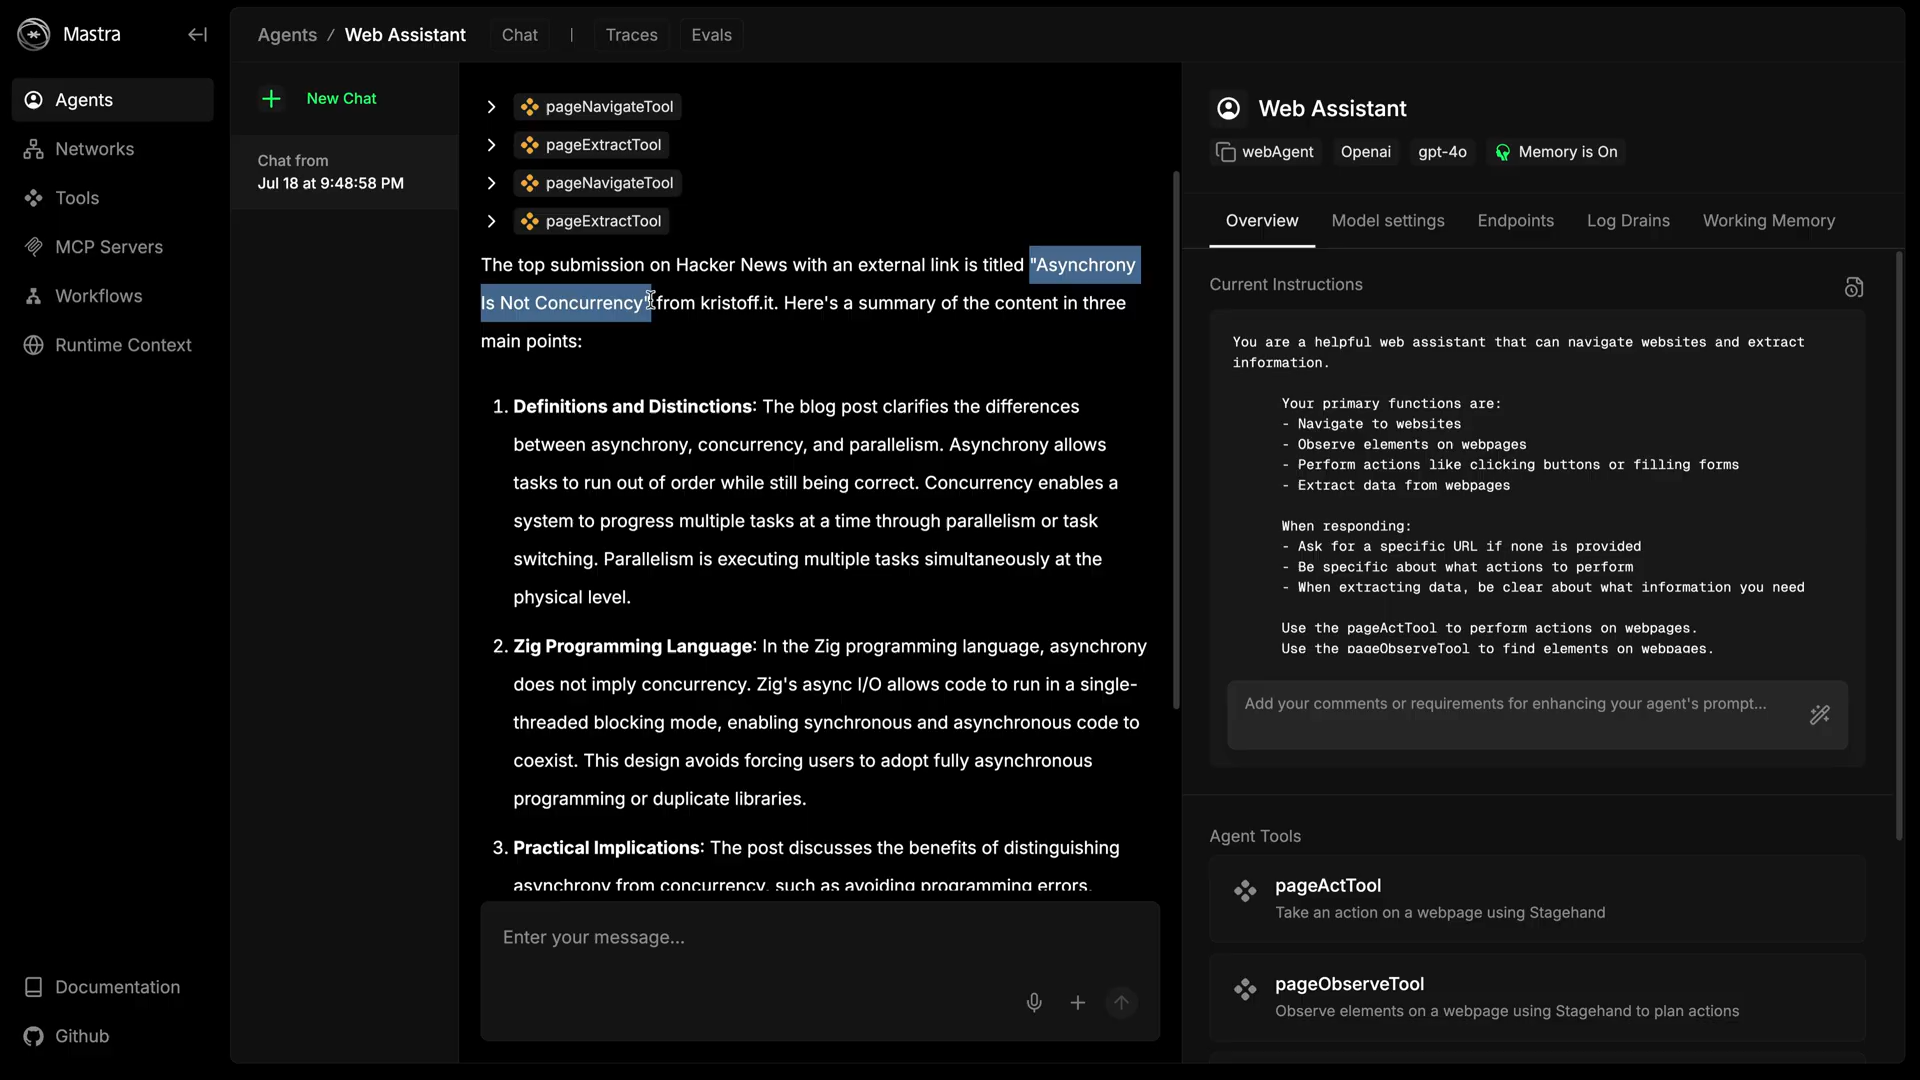 Mastra
Agents
Networks
Tools
MCP Servers
Workflows
Runtime Context
Documentation
Github
Agents / Web Assistant
Chat
|
Traces
Evals
New Chat
Chat from
Jul 18 at 9:48:58 PM
pageNavigateTool
pageExtractTool
pageNavigateTool
pageExtractTool
The top submission on Hacker News with an external link is titled "Asynchrony
Is Not Concurrency" from kristoff.it. Here's a summary of the content in three
main points:
1. Definitions and Distinctions: The blog post clarifies the differences
between asynchrony, concurrency, and parallelism. Asynchrony allows
tasks to run out of order while still being correct. Concurrency enables a
system to progress multiple tasks at a time through parallelism or task
switching. Parallelism is executing multiple tasks simultaneously at the
physical level.
2. Zig Programming Language: In the Zig programming language, asynchrony
does not imply concurrency. Zig's async I/O allows code to run in a single-
threaded blocking mode, enabling synchronous and asynchronous code to
coexist. This design avoids forcing users to adopt fully asynchronous
programming or duplicate libraries.
3. Practical Implications: The post discusses the benefits of distinguishing
asynchrony from concurrency, such as avoiding programming errors,
Enter your message...
Web Assistant
webAgent
Openai
gpt-4o
Memory is On
Overview
Model settings
Endpoints
Log Drains
Working Memory
Current Instructions
You are a helpful web assistant that can navigate websites and extract
information.
Your primary functions are:
- Navigate to websites
- Observe elements on webpages
- Perform actions like clicking buttons or filling forms
- Extract data from webpages
When responding:
- Ask for a specific URL if none is provided
- Be specific about what actions to perform
- When extracting data, be clear about what information you need
Use the pageActTool to perform actions on webpages.
Use the pageObserveTool to find elements on webpages.
Add your comments or requirements for enhancing your agent's prompt...
Agent Tools
pageActTool
Take an action on a webpage using Stagehand
pageObserveTool
Observe elements on a webpage using Stagehand to plan actions